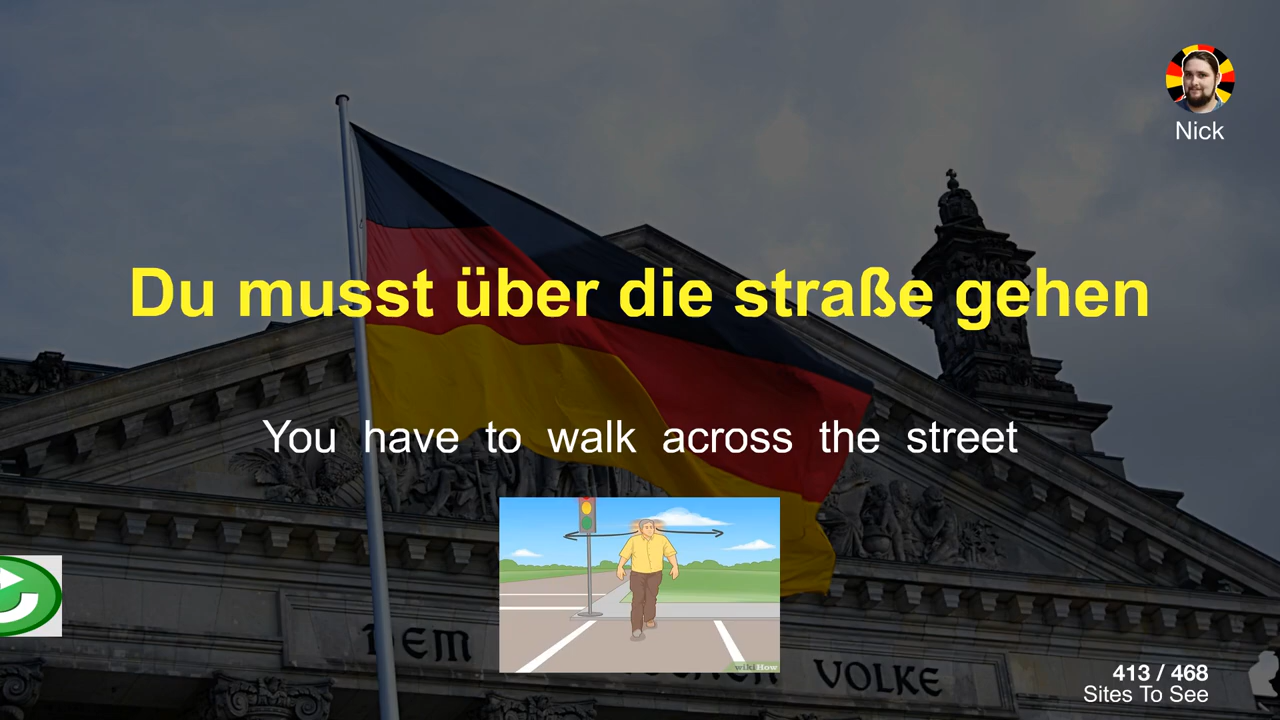 Nick
Du musst über die straße gehen
You have to walk across the street
DEM
VOLKE
wikiHow
413 / 468
Sites To See